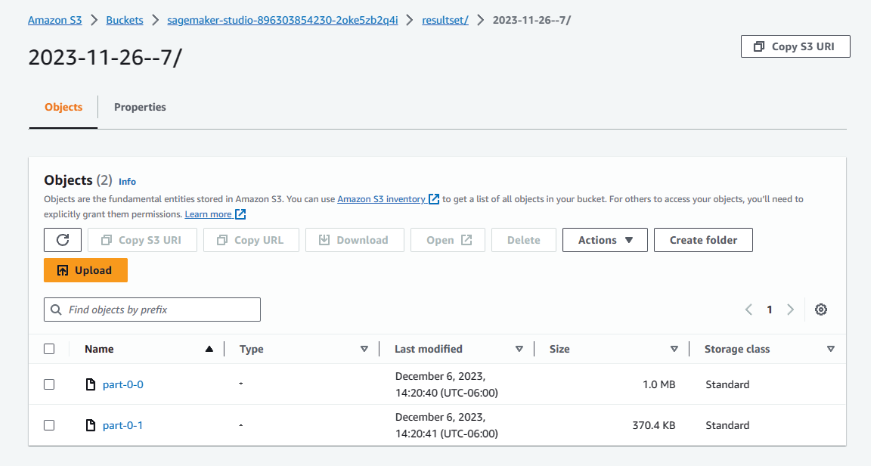 Amazon S3 > Buckets > sagemaker-studio-896303854230-2oke5zb2q4i > resultset/ > 2023-11-26--7/
2023-11-26--7/
Copy S3 URI
Objects Properties
Objects (2) Info
Objects are the fundamental entities stored in Amazon S3. You can use Amazon S3 inventory to get a list of all objects in your bucket. For others to access your objects, you'll need to
explicitly grant them permissions. Learn more
Copy S3 URI Copy URL Download Open Delete Actions Create folder
Upload
Find objects by prefix
1
Name Type Last modified Size Storage class
part-0-0 - December 6, 2023, 1.0 MB Standard
14:20:40 (UTC-06:00)
part-0-1 - December 6, 2023, 370.4 KB Standard
14:20:41 (UTC-06:00)